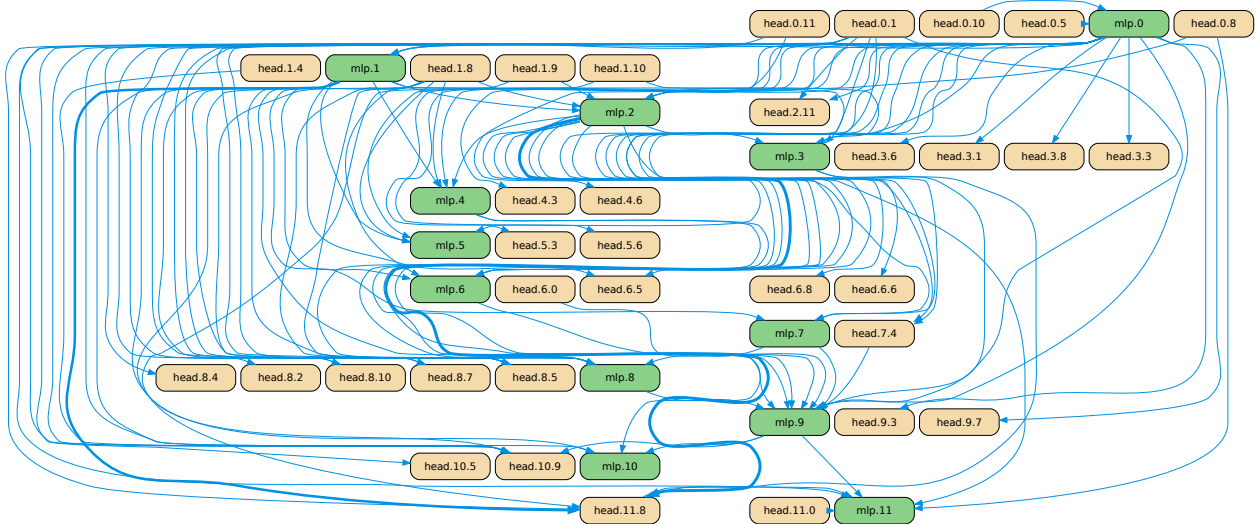 head.0.11 head.0.1 head.0.10 head.0.5 mlp.0 head.0.8
head.1.4 mlp.1 head.1.8 head.1.9 head.1.10
mlp.2 head.2.11
mlp.3 head.3.6 head.3.1 head.3.8 head.3.3
mlp.4 head.4.3 head.4.6
mlp.5 head.5.3 head.5.6
mlp.6 head.6.0 head.6.5 head.6.8 head.6.6
mlp.7 head.7.4
head.8.4 head.8.2 head.8.10 head.8.7 head.8.5 mlp.8
mlp.9 head.9.3 head.9.7
head.10.5 head.10.9 mlp.10
head.11.8 head.11.0 mlp.11